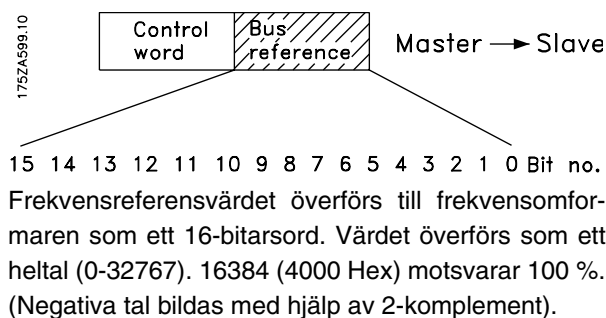 175ZA599.10
Control Bus
word reference Master → Slave
15 14 13 12 11 10 9 8 7 6 5 4 3 2 1 0 Bit no.
Frekvensreferensvärdet överförs till frekvensomfor-
maren som ett 16-bitarsord. Värdet överförs som ett
heltal (0-32767). 16384 (4000 Hex) motsvarar 100 %.
(Negativa tal bildas med hjälp av 2-komplement).